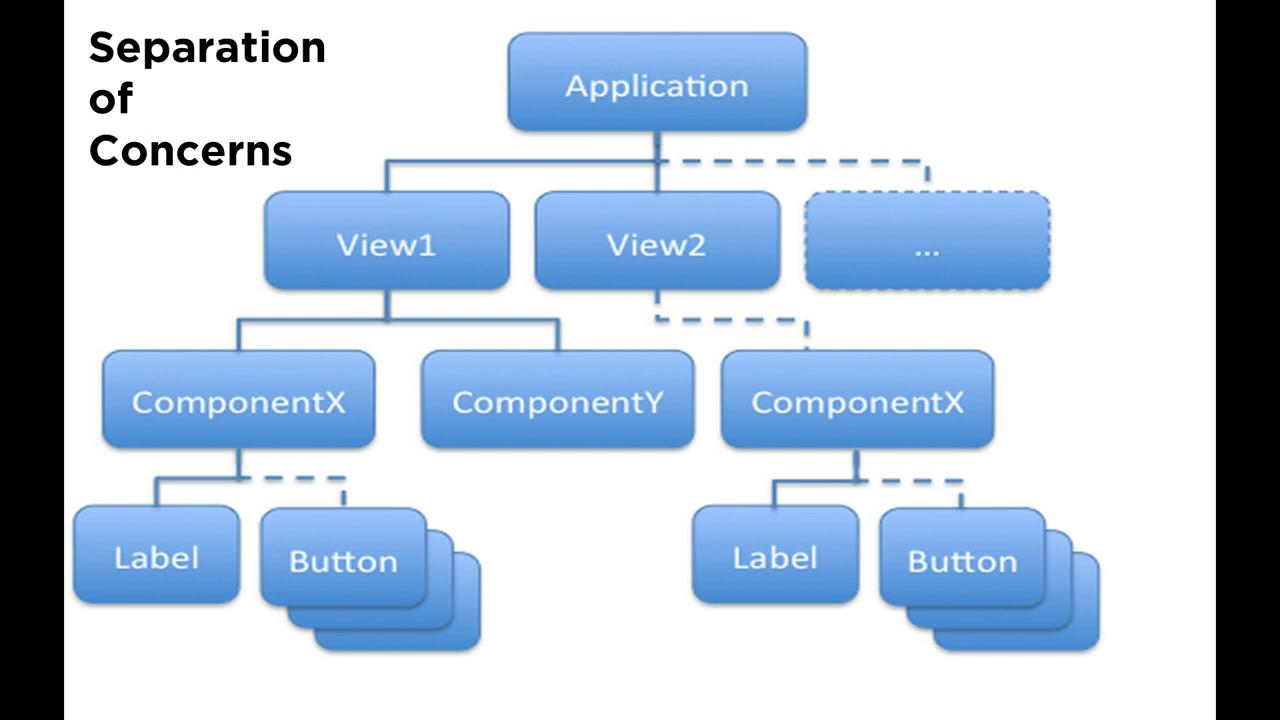 Separation
of
Concerns
Application
View1
View2
...
ComponentX
ComponentY
ComponentX
Label
Button
Label
Button